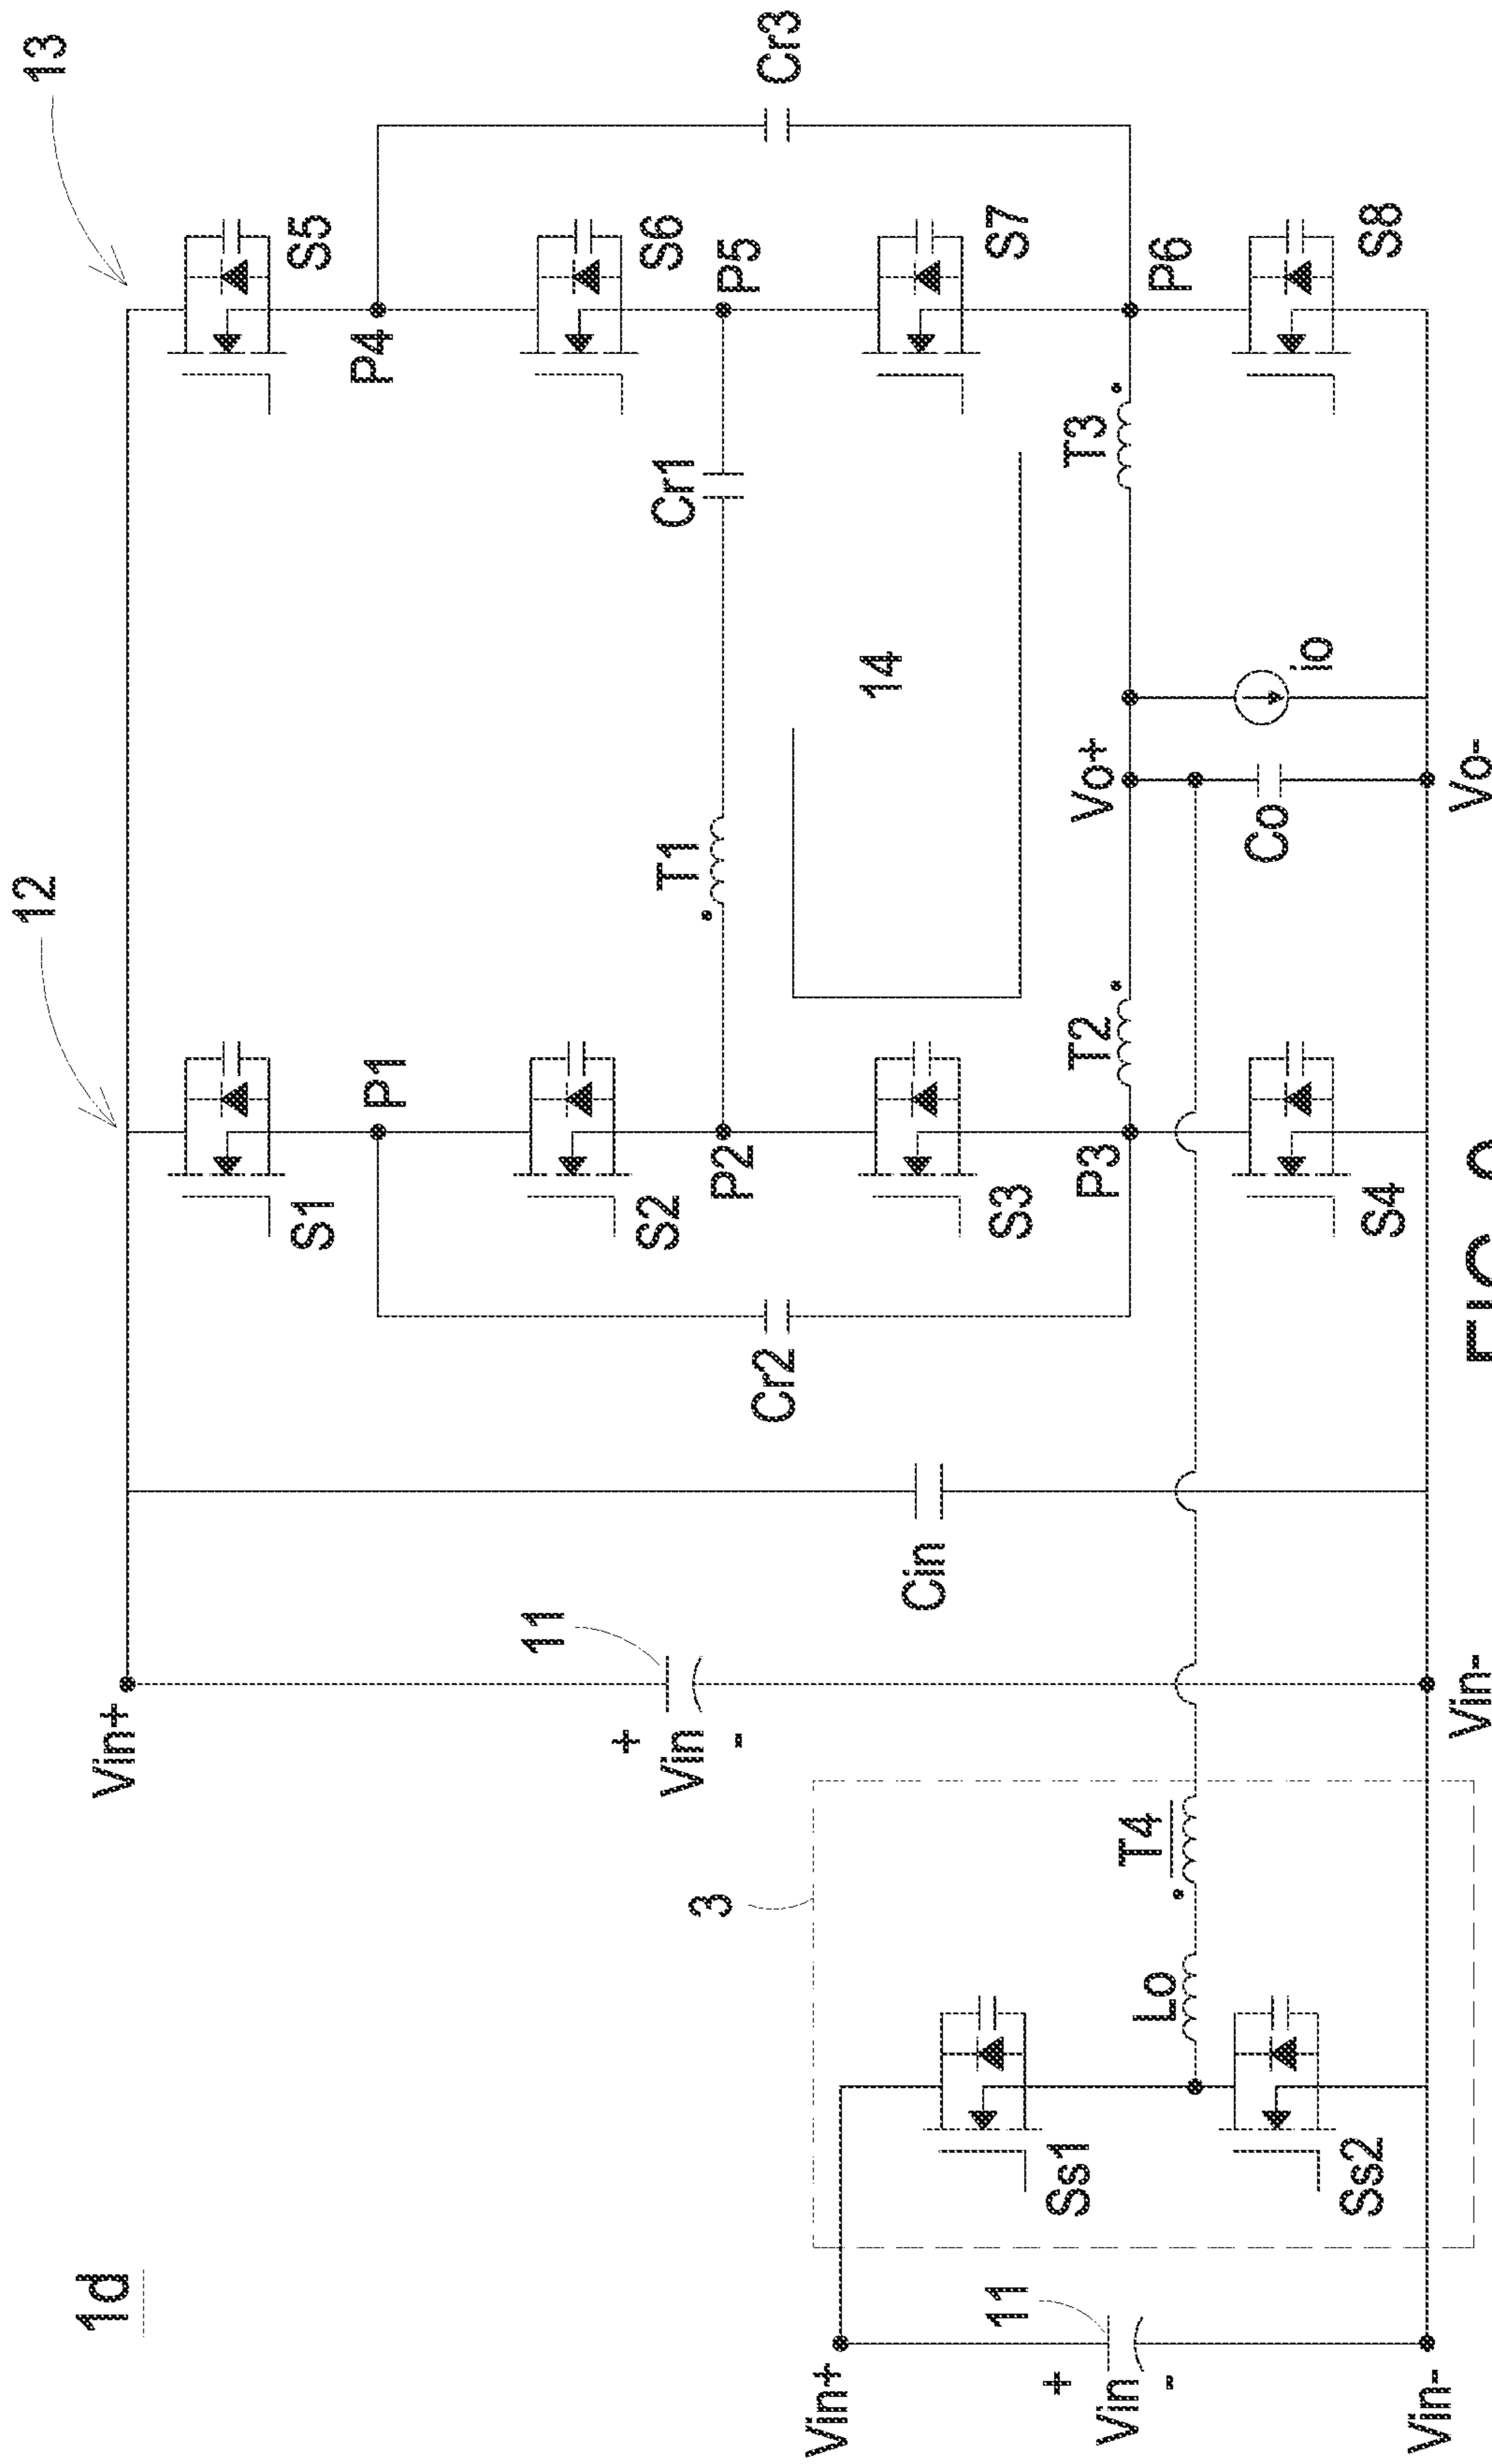 1d
Vin+
12
13
S1
P1
S5
P4
Cr3
11
+
Vin
-
Cr2
S2
P2
T1
Cr1
S6
P5
3
Cin
S3
14
S7
Vin+
11
+
Vin
-
Ss1
Lo
T4
P3
T2
Vo+
T3
P6
Ss2
S4
Co
io
S8
Vin-
Vin-
Vo-